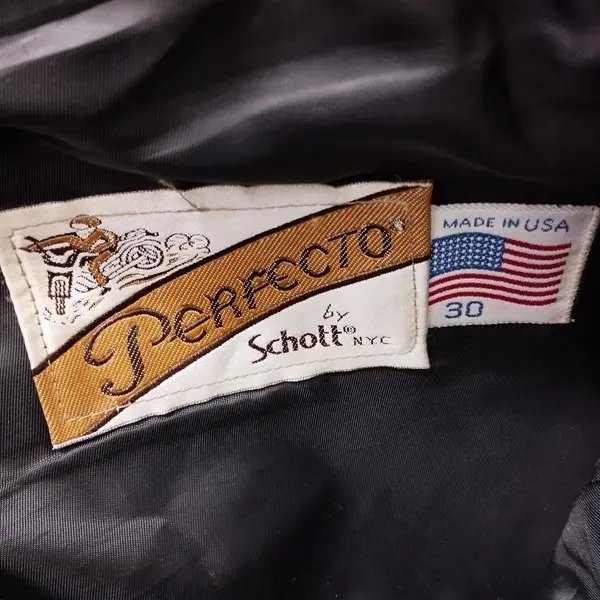 PERFECTO®
by
Schott® NYC
MADE IN USA
30